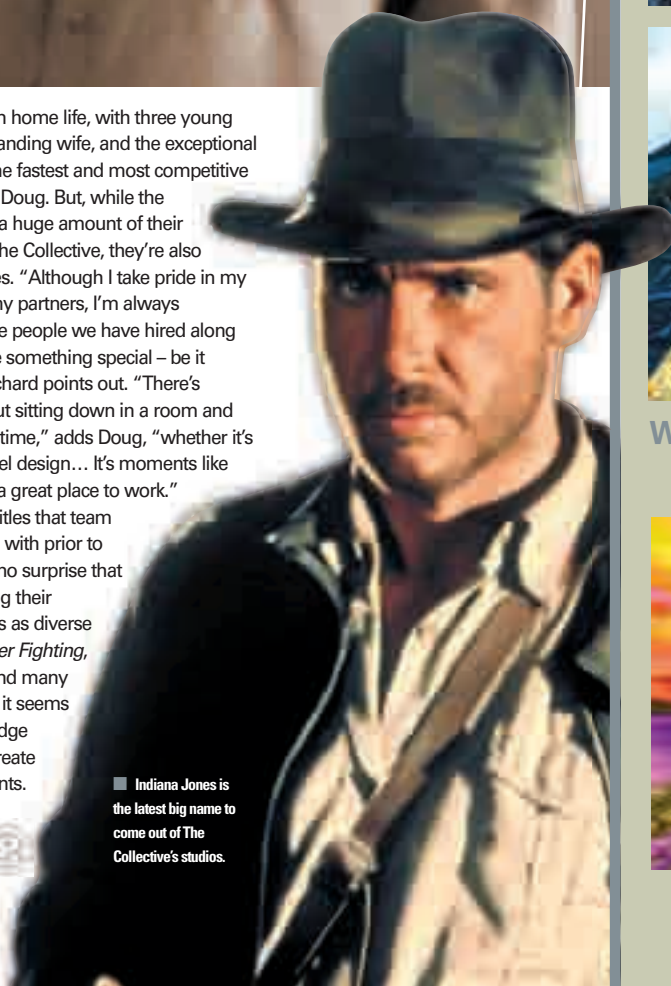 n home life, with three young
anding wife, and the exceptional
e fastest and most competitive
Doug. But, while the
a huge amount of their
he Collective, they're also
es. “Although I take pride in my
ny partners, I'm always
e people we have hired along
e something special – be it
chard points out. “There's
ut sitting down in a room and
time,” adds Doug, “whether it's
el design… It's moments like
a great place to work.”
itles that team
with prior to
no surprise that
g their
s as diverse
er Fighting,
nd many
it seems
dge
reate
nts.
Indiana Jones is
the latest big name to
come out of The
Collective's studios.
W